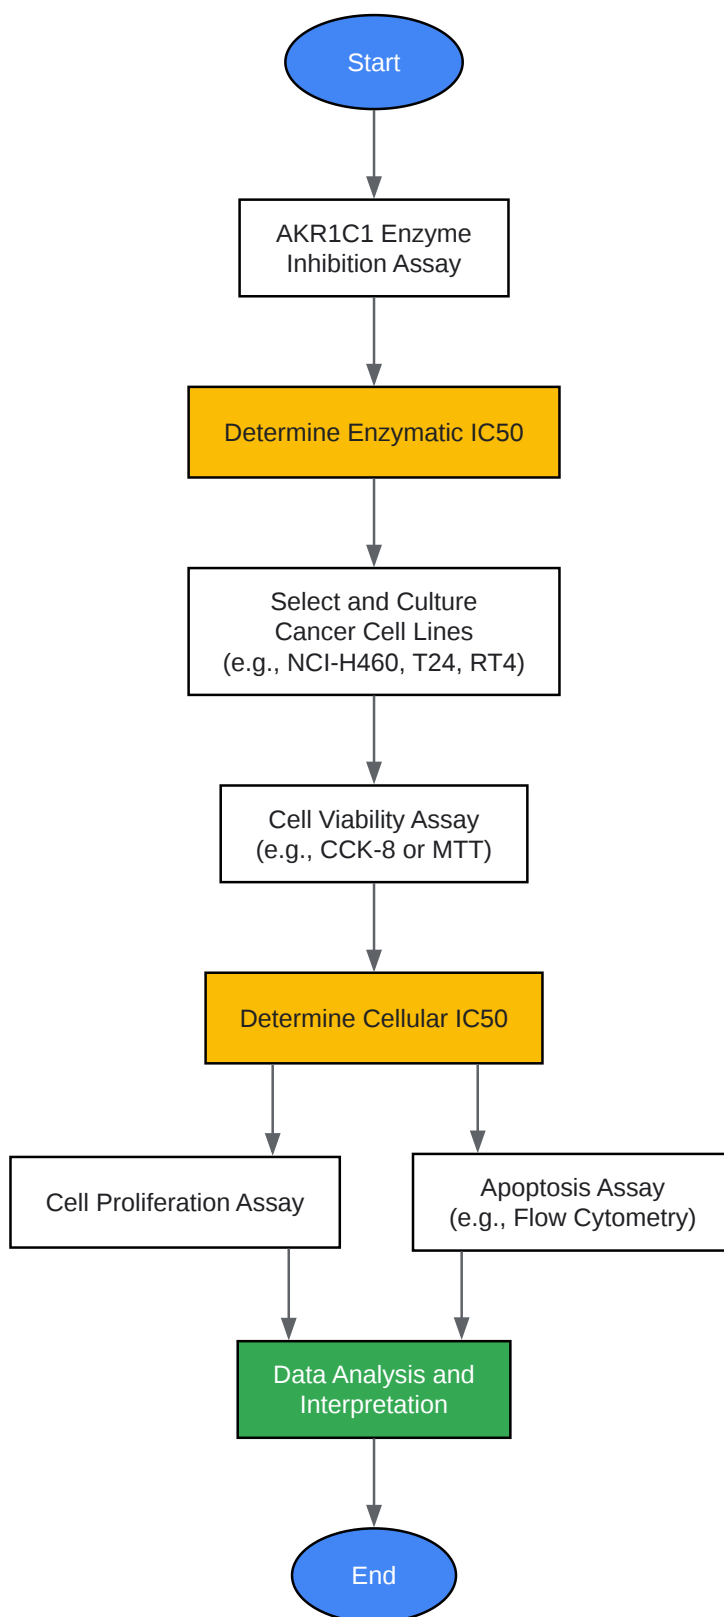 Start
AKR1C1 Enzyme
Inhibition Assay
Determine Enzymatic IC50
Select and Culture
Cancer Cell Lines
(e.g., NCI-H460, T24, RT4)
Cell Viability Assay
(e.g., CCK-8 or MTT)
Determine Cellular IC50
Cell Proliferation Assay
Apoptosis Assay
(e.g., Flow Cytometry)
Data Analysis and
Interpretation
End